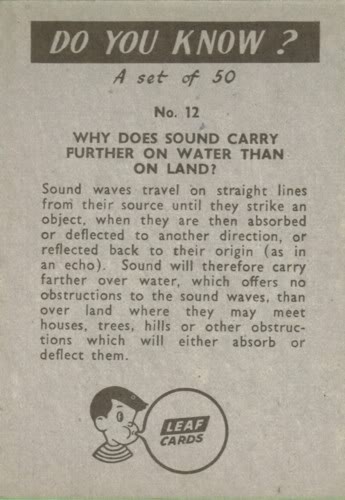 DO YOU KNOW?
A set of 50
No. 12
WHY DOES SOUND CARRY
FURTHER ON WATER THAN
ON LAND?
Sound waves travel on straight lines
from their source until they strike an
object, when they are then absorbed
or deflected to another direction, or
reflected back to their origin (as in
an echo). Sound will therefore carry
farther over water, which offers no
obstructions to the sound waves, than
over land where they may meet
houses, trees, hills or other obstruc-
tions which will either absorb or
deflect them.
LEAF
CARDS